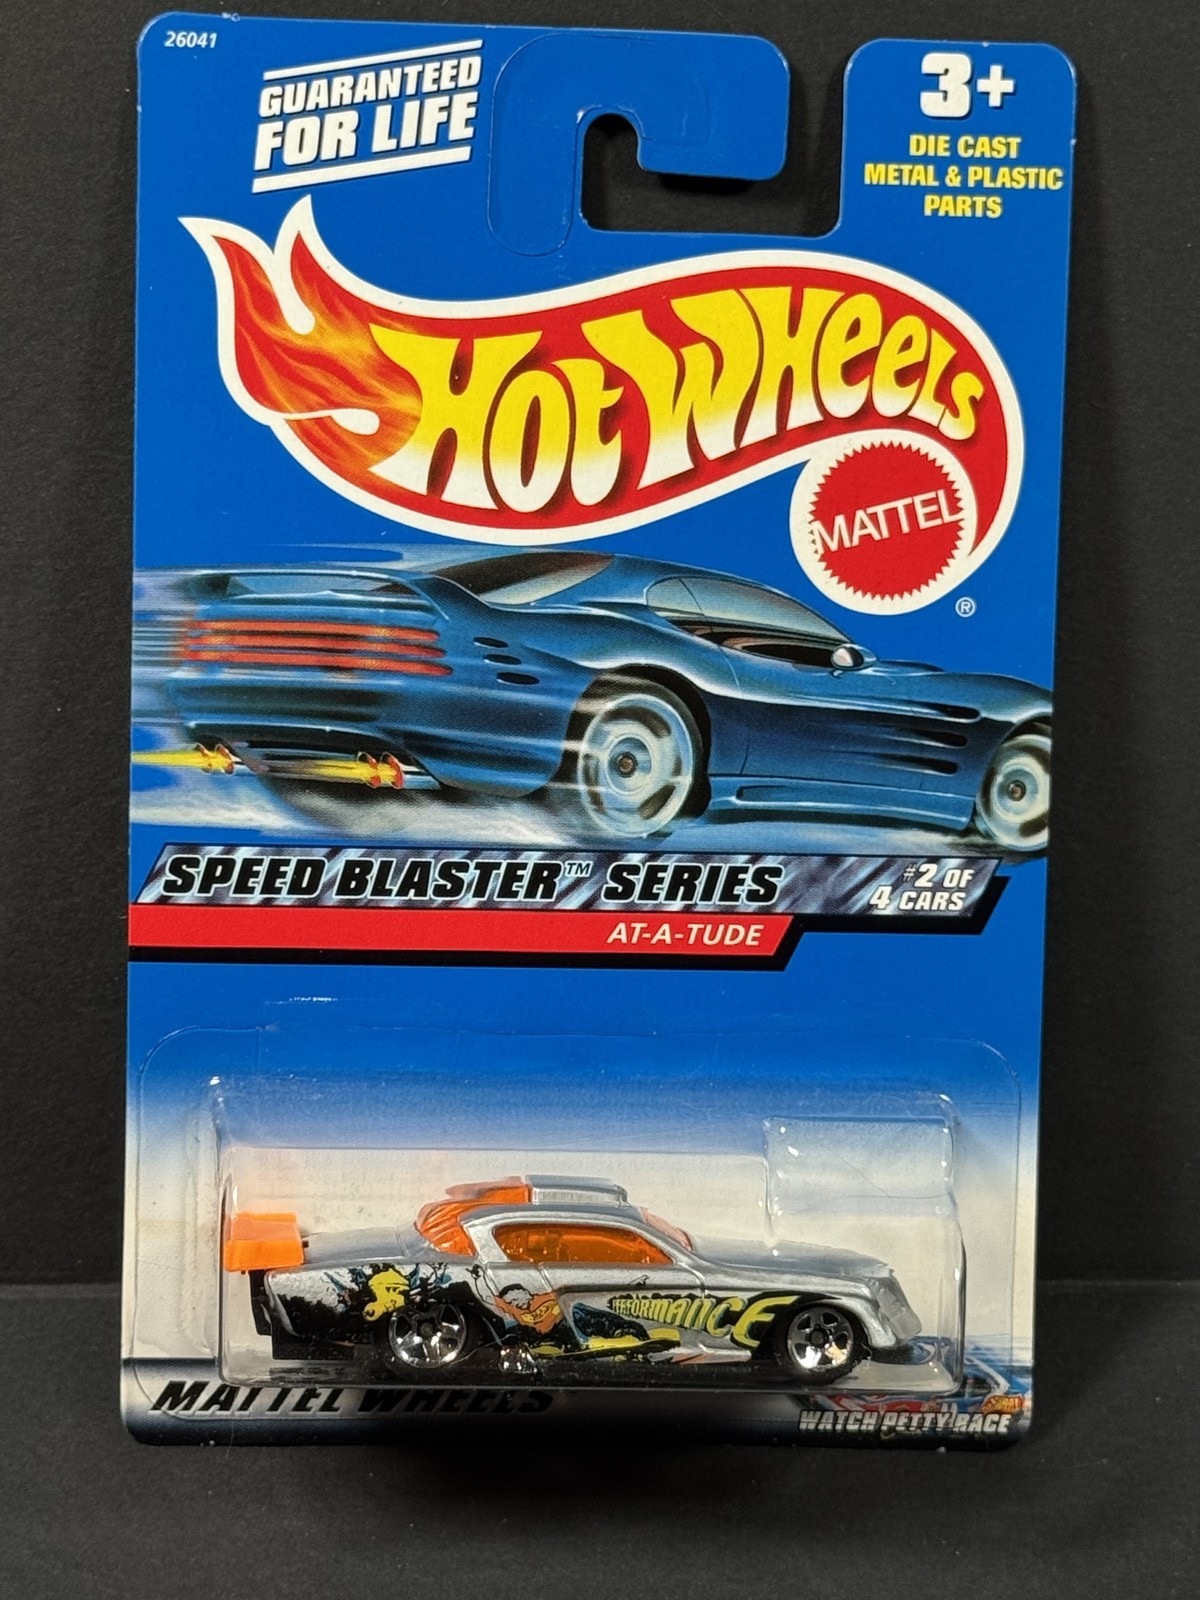 26041
GUARANTEED
FOR LIFE
3+
DIE CAST
METAL & PLASTIC
PARTS
HOT WHEELS
MATTEL
®
SPEED BLASTER™ SERIES
#2 OF
4 CARS
AT-A-TUDE
PERFORMANCE
MATTEL WHEELS
WATCH PETTY RACE